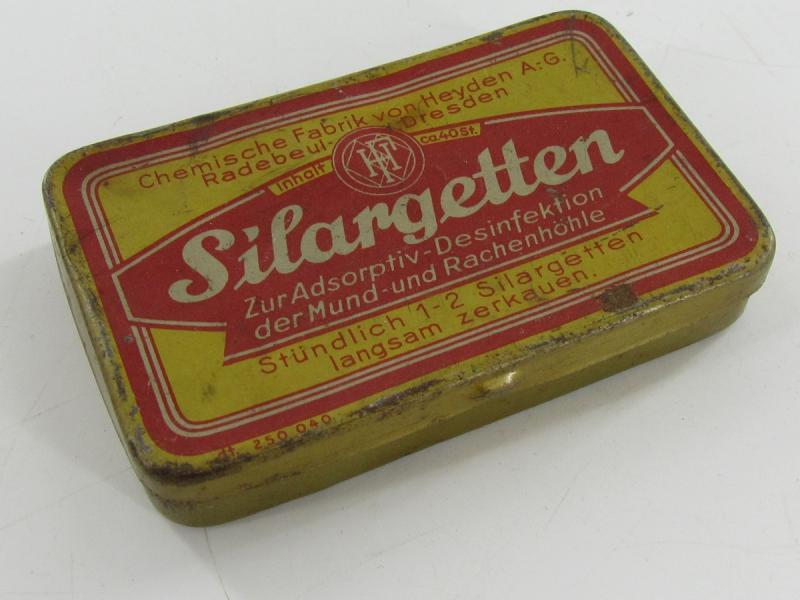 Chemische Fabrik von Heyden A.-G.
Radebeul-Dresden
Inhalt ca. 40 St.
Silargetten
Zur Adsorptiv-Desinfektion
der Mund- und Rachenhöhle
Stündlich 1-2 Silargetten
langsam zerkauen.
250 040